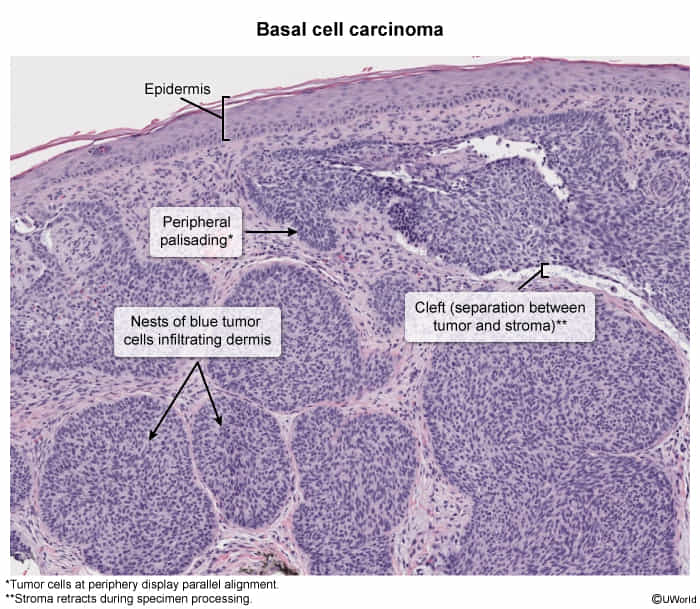 Basal cell carcinoma
Epidermis
Peripheral
palisading*
Cleft (separation between
tumor and stroma)**
Nests of blue tumor
cells infiltrating dermis
*Tumor cells at periphery display parallel alignment.
**Stroma retracts during specimen processing.
©UWorld